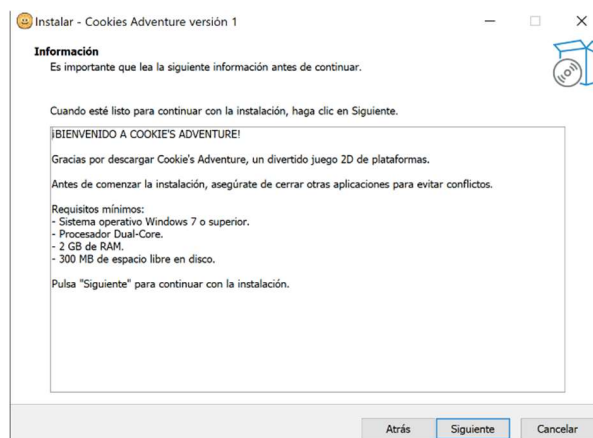 Instalar - Cookies Adventure versión 1
Información
Es importante que lea la siguiente información antes de continuar.
Cuando esté listo para continuar con la instalación, haga clic en Siguiente.
¡BIENVENIDO A COOKIE'S ADVENTURE!
Gracias por descargar Cookie's Adventure, un divertido juego 2D de plataformas.
Antes de comenzar la instalación, asegúrate de cerrar otras aplicaciones para evitar conflictos.
Requisitos mínimos:
- Sistema operativo Windows 7 o superior.
- Procesador Dual-Core.
- 2 GB de RAM.
- 300 MB de espacio libre en disco.
Pulsa "Siguiente" para continuar con la instalación.
Atrás Siguiente Cancelar